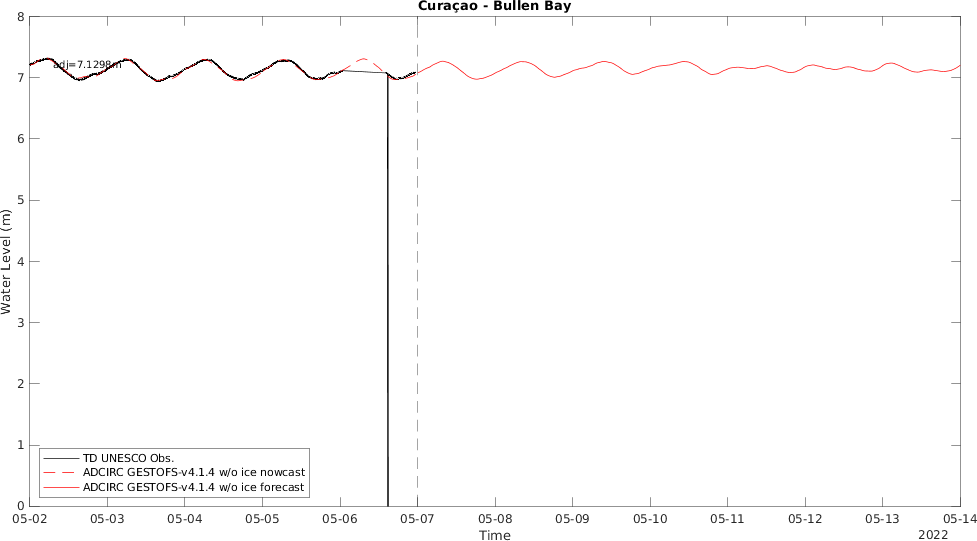 Curaçao - Bullen Bay
8
7
6
5
4
3
2
1
0
Water Level (m)
adj=7.1298m
TD UNESCO Obs.
ADCIRC GESTOFS-v4.1.4 w/o ice nowcast
ADCIRC GESTOFS-v4.1.4 w/o ice forecast
05-02 05-03 05-04 05-05 05-06 05-07 05-08 05-09 05-10 05-11 05-12 05-13 05-14
Time
2022